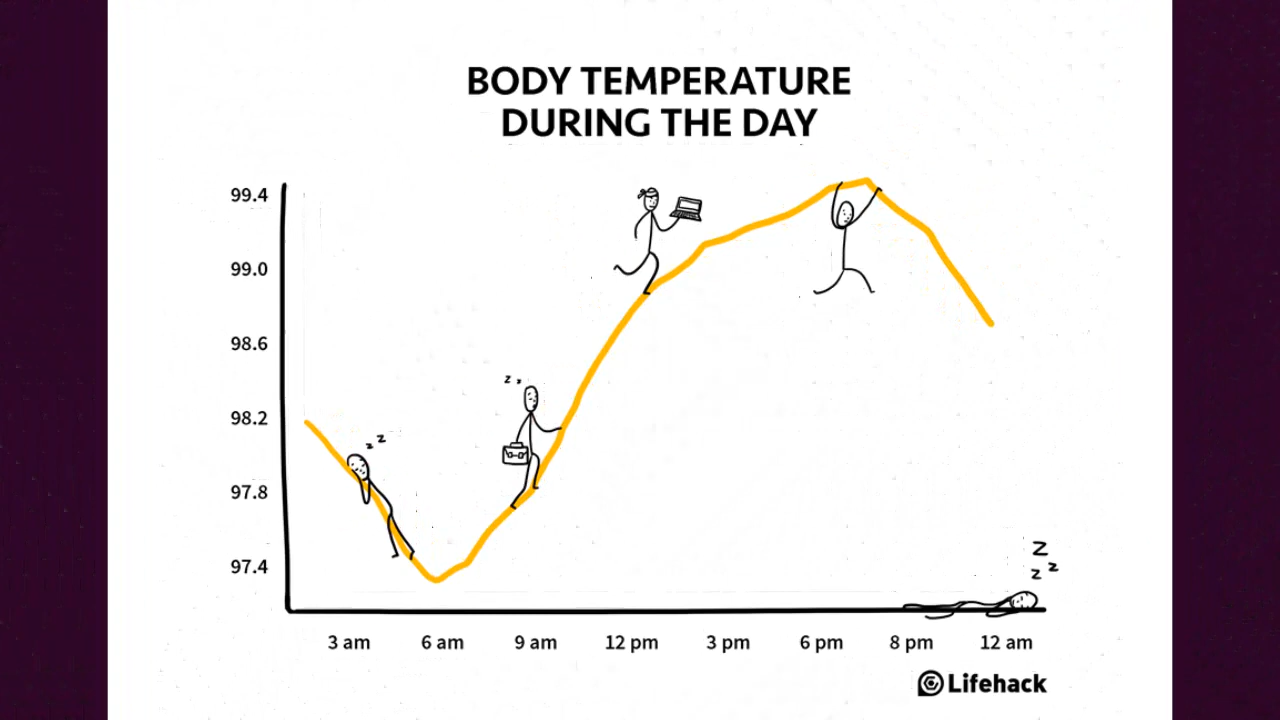 BODY TEMPERATURE
DURING THE DAY
99.4
99.0
98.6
98.2
97.8
97.4
z z
z z
z
z z
3 am 6 am 9 am 12 pm 3 pm 6 pm 8 pm 12 am
Lifehack